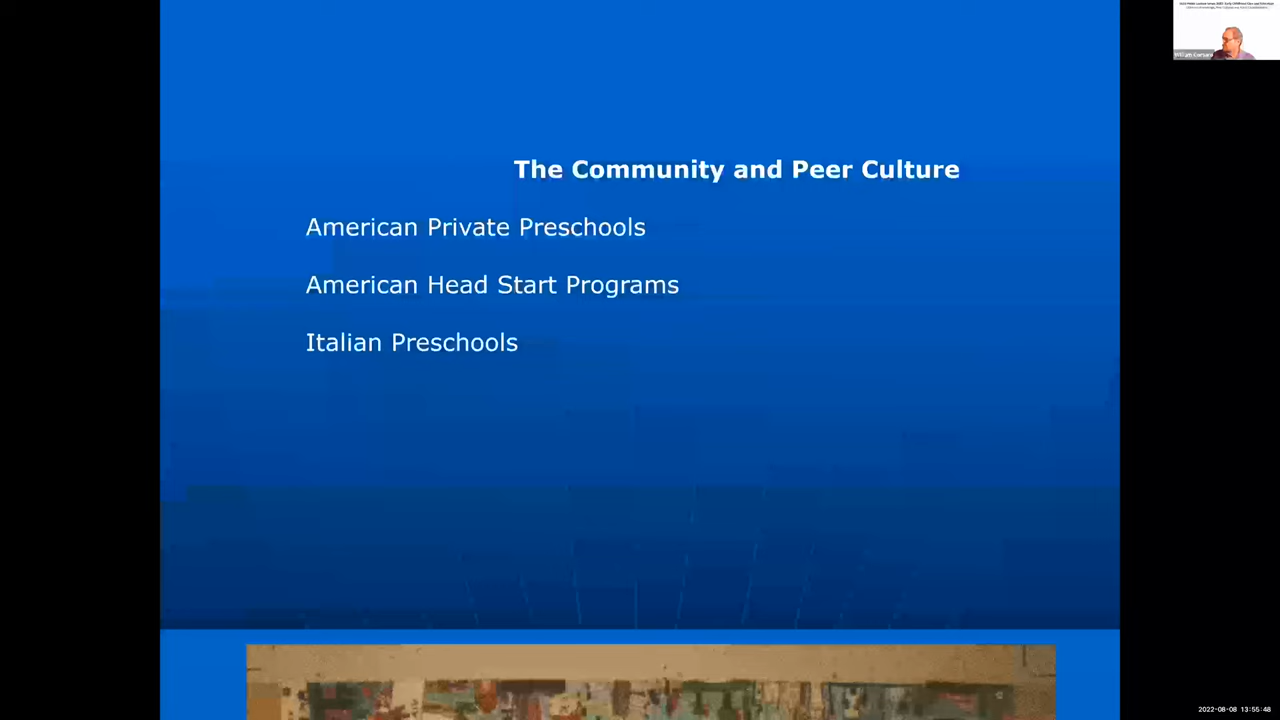 The Community and Peer Culture
American Private Preschools
American Head Start Programs
Italian Preschools
William
2022-08-08 13:55:48